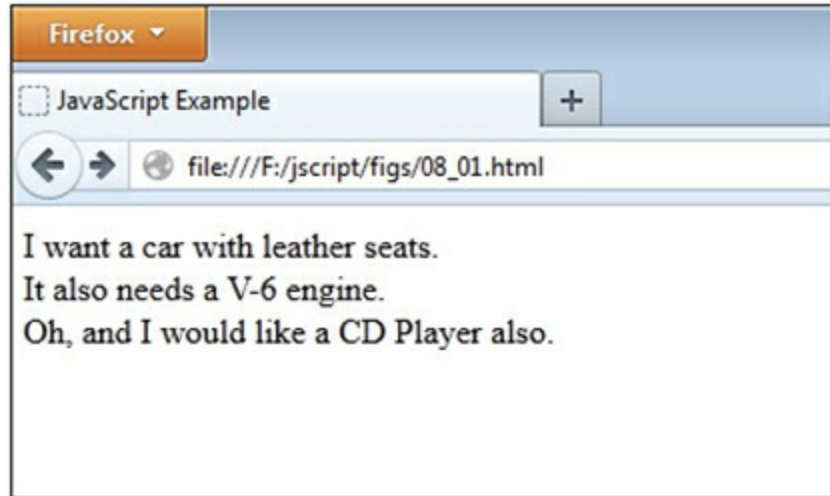 Firefox
JavaScript Example
file:///F:/jscript/figs/08_01.html
I want a car with leather seats.
It also needs a V-6 engine.
Oh, and I would like a CD Player also.